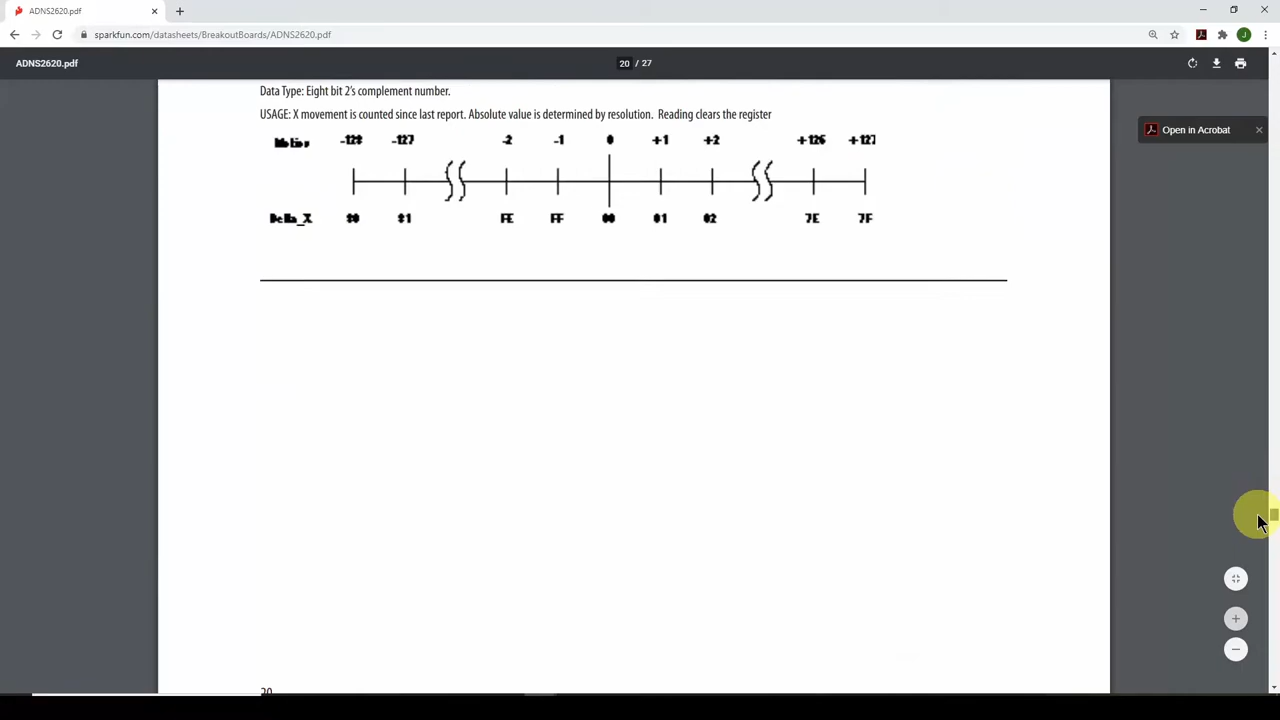 ADNS2620.pdf
sparkfun.com/datasheets/BreakoutBoards/ADNS2620.pdf
J
ADNS2620.pdf
20 / 27
Data Type: Eight bit 2's complement number.
USAGE: X movement is counted since last report. Absolute value is determined by resolution. Reading clears the register
Open in Acrobat
Motion -128 -127 -2 -1 0 +1 +2 +126 +127
Delta_X 80 81 FE FF 00 01 02 7E 7F
20